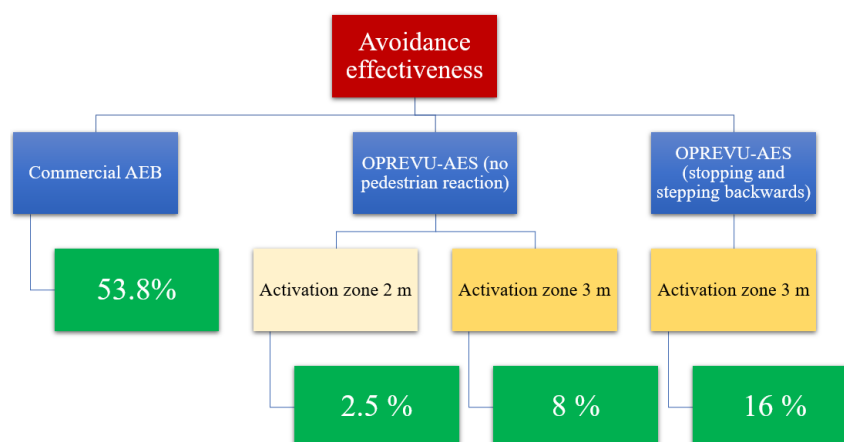 Avoidance
effectiveness
Commercial AEB
OPREVU-AES (no
pedestrian reaction)
OPREVU-AES
(stopping and
stepping backwards)
53.8%
Activation zone 2 m
Activation zone 3 m
Activation zone 3 m
2.5 %
8 %
16 %